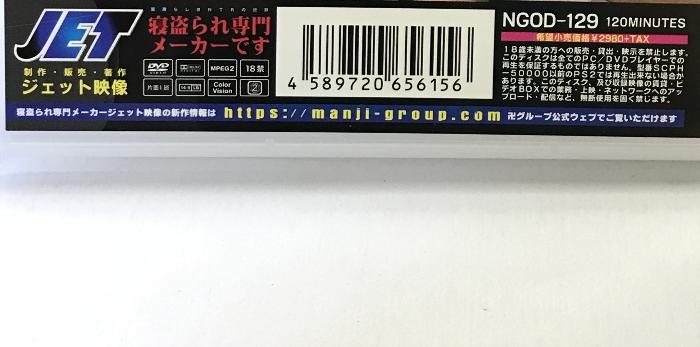 JET
制作・販売・著作
ジェット映像
寝盗られ専門
メーカーです
DVD
MPEG2
18禁
片面1層
Color
Vision
2
4 589720 656156
NGOD-129 120MINUTES
希望小売価格¥2980+TAX
18歳未満の方への販売・貸出・映示を禁止します。
このディスクは全てのPC/DVDプレイヤーでの
再生を保証するものではありません。型番SCPH
-50000以前のPS2では再生出来ない場合が
あります。このディスク、及び収録映像の賃貸・ビ
デオBOXでの業務・上映・ネットワークへのアッ
プロード・配信など、無断使用を固く禁じます。
寝盗られ専門メーカージェット映像の新作情報は https://manji-group.com 卍グループ公式ウェブでご覧いただけます